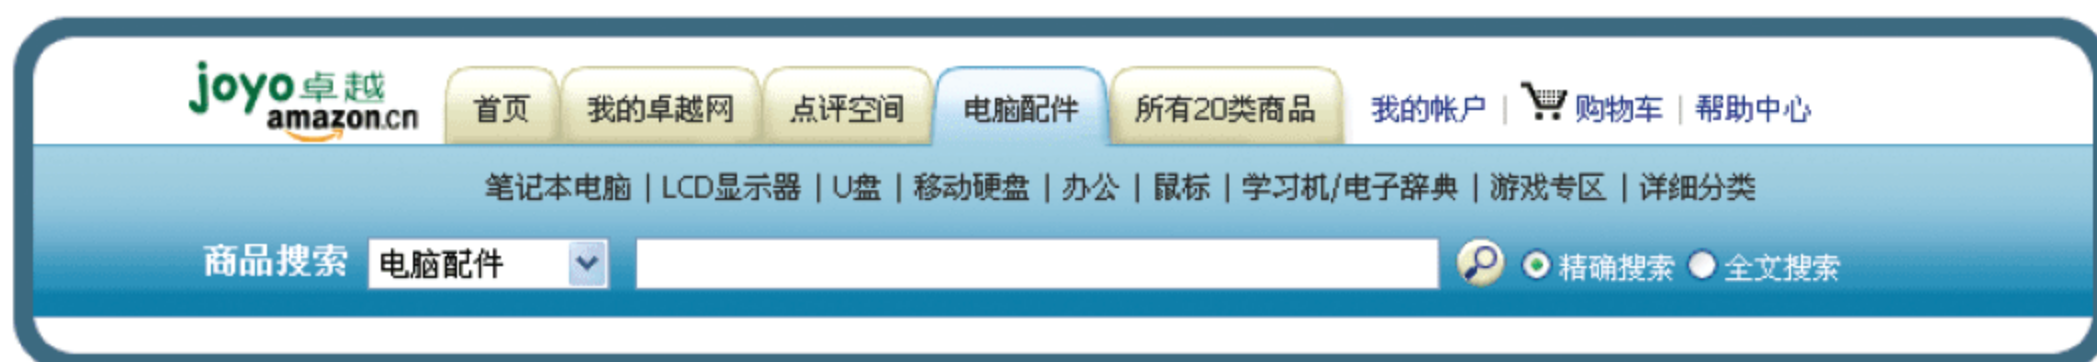 joyo卓越
amazon.cn
首页 我的卓越网 点评空间 电脑配件 所有20类商品 我的帐户 | 购物车 | 帮助中心
笔记本电脑 | LCD显示器 | U盘 | 移动硬盘 | 办公 | 鼠标 | 学习机/电子辞典 | 游戏专区 | 详细分类
商品搜索 电脑配件 精确搜索 全文搜索